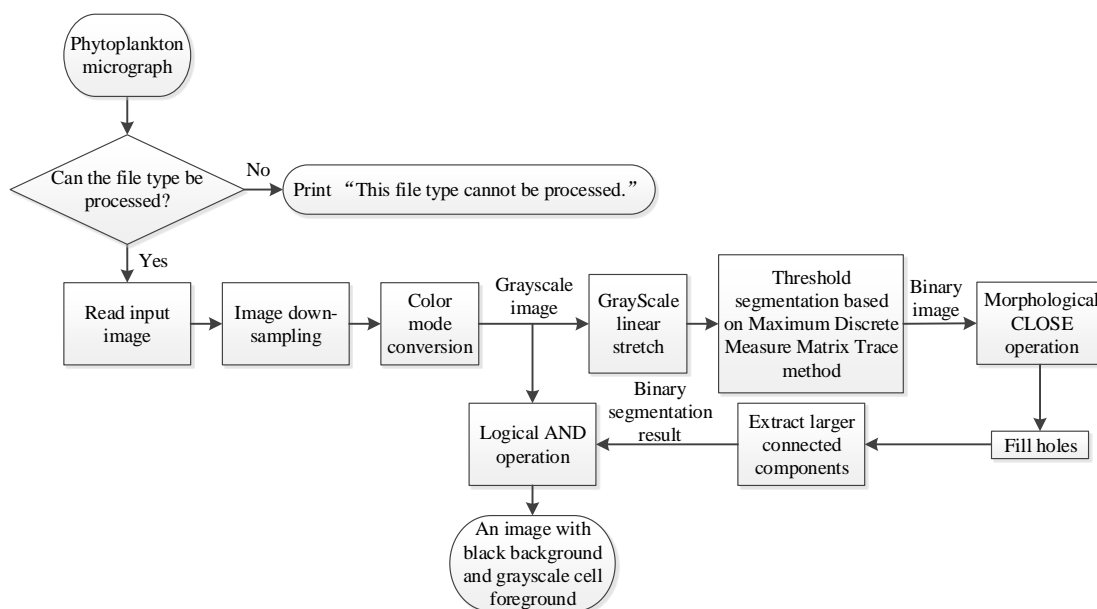 Phytoplankton
micrograph
Can the file type be
processed?
No
Print “This file type cannot be processed.”
Yes
Read input
image
Image down-
sampling
Color
mode
conversion
Grayscale
image
GrayScale
linear
stretch
Threshold
segmentation based
on Maximum Discrete
Measure Matrix Trace
method
Binary
image
Morphological
CLOSE
operation
Fill holes
Extract larger
connected
components
Binary
segmentation
result
Logical AND
operation
An image with
black background
and grayscale cell
foreground